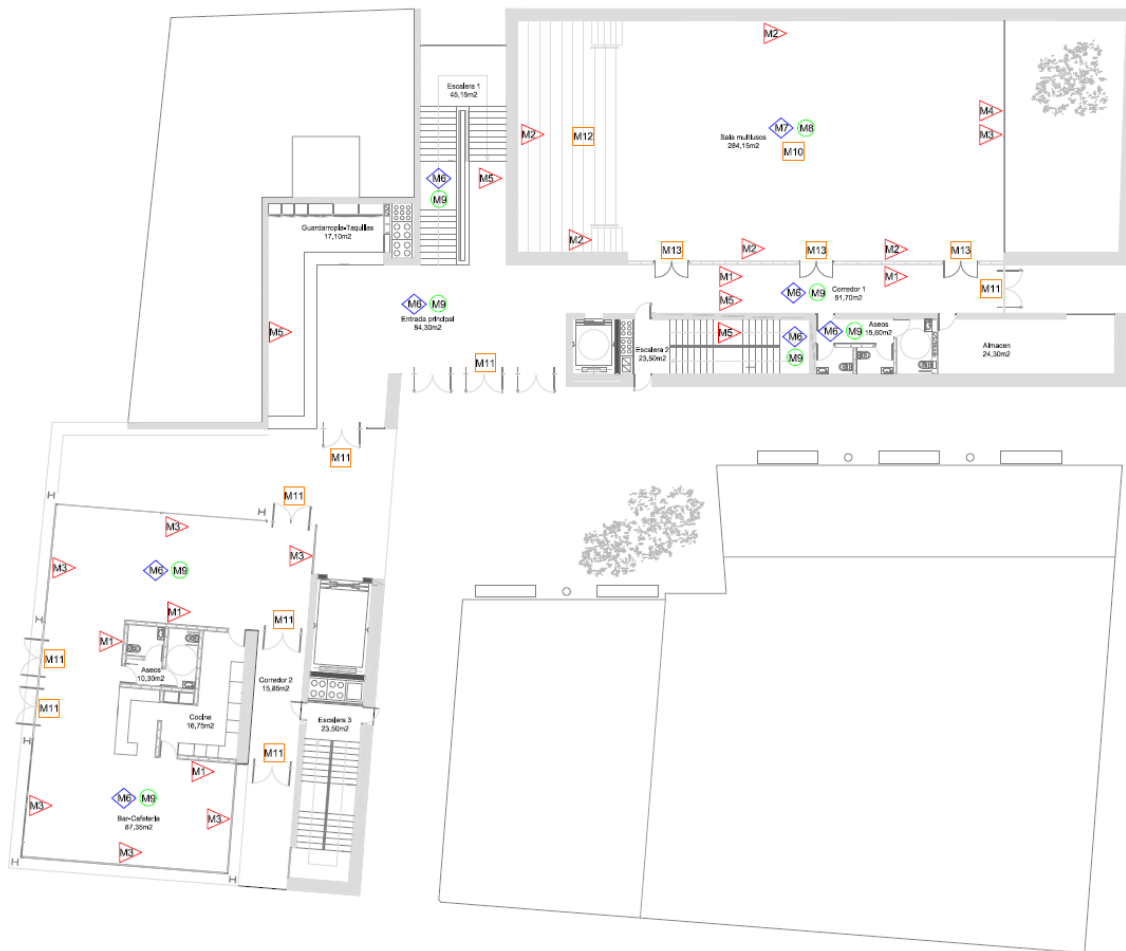 M2
Escalera 1
45,15m2
M4
M2
M12
M7 M8
M3
Sala multiusos
284,15m2
M10
M6
M5
M9
Guardarropía-Taquillas
17,10m2
M2
M13
M2
M13
M2
M13
M1
M1
M6 M9
M11
Corredor 1
51,70m2
M5
M6 M9
Entrada principal
84,30m2
M5
M5
M6
M6 M9
Aseos
15,60m2
Escalera 2
23,50m2
M9
Almacen
24,30m2
M11
M11
M11
M3
M3
M3
M6 M9
M1
M11
M1
M11
Aseos
10,30m2
Corredor 2
15,85m2
M11
Cocina
16,75m2
Escalera 3
23,50m2
M11
M1
M6 M9
M3
Bar-Cafetería
87,35m2
M3
M3